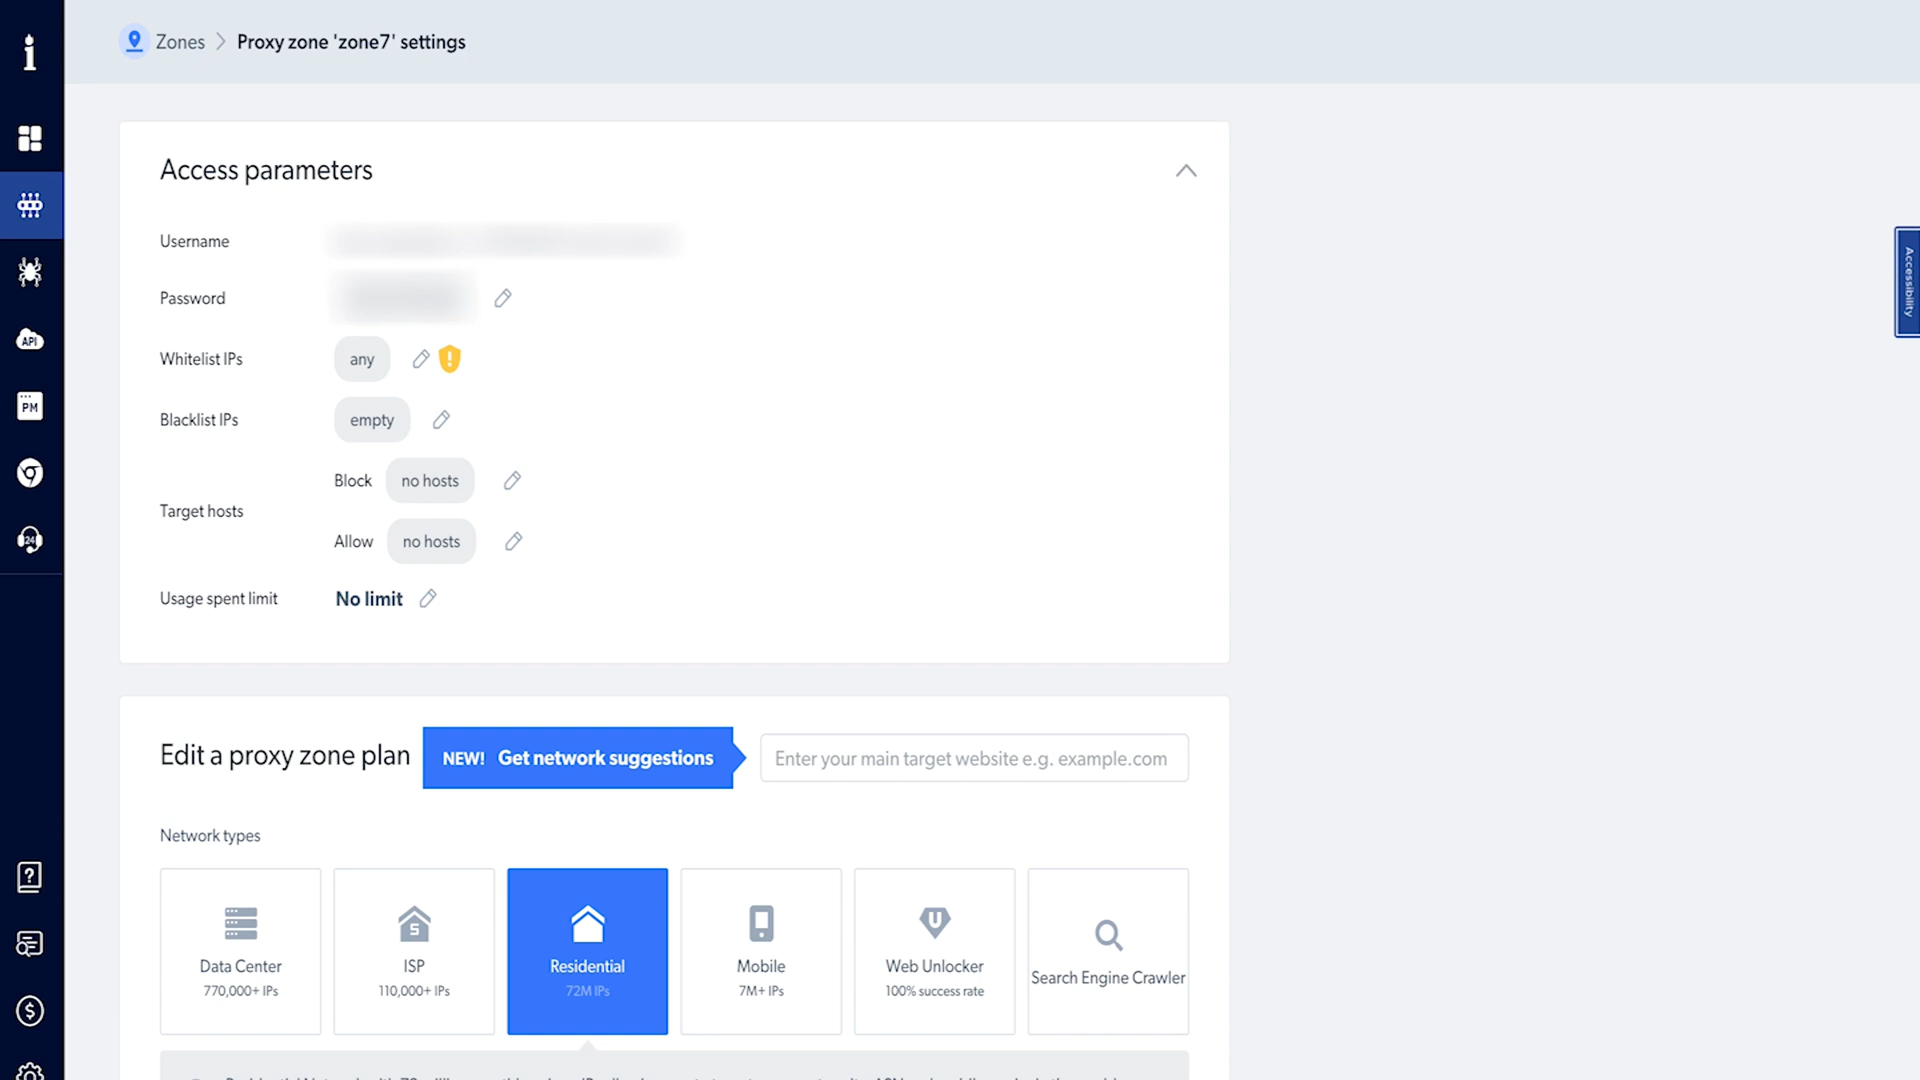 Zones > Proxy zone 'zone7' settings
Access parameters
Username
Password
Whitelist IPs any
Blacklist IPs empty
Target hosts
Block no hosts
Allow no hosts
Usage spent limit No limit
Edit a proxy zone plan NEW! Get network suggestions Enter your main target website e.g. example.com
Network types
Data Center
770,000+ IPs
ISP
110,000+ IPs
Residential
72M IPs
Mobile
7M+ IPs
Web Unlocker
100% success rate
Search Engine Crawler
API
PM
24
Accessibility